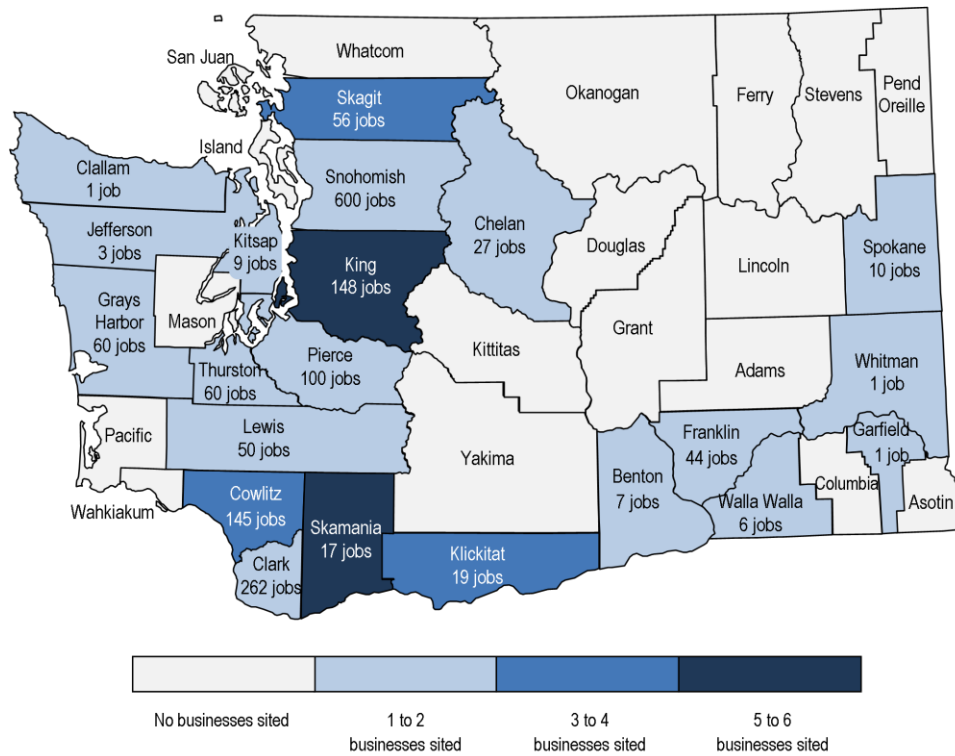 San Juan
Whatcom
Skagit
56 jobs
Okanogan
Ferry
Stevens
Pend
Oreille
Island
Clallam
1 job
Snohomish
600 jobs
Chelan
27 jobs
Jefferson
3 jobs
Kitsap
9 jobs
Douglas
Spokane
10 jobs
King
148 jobs
Lincoln
Grays
Harbor
60 jobs
Mason
Grant
Kittitas
Pierce
100 jobs
Adams
Whitman
1 job
Thurston
60 jobs
Lewis
50 jobs
Pacific
Yakima
Franklin
44 jobs
Garfield
1 job
Benton
7 jobs
Columbia
Walla Walla
6 jobs
Asotin
Wahkiakum
Cowlitz
145 jobs
Skamania
17 jobs
Klickitat
19 jobs
Clark
262 jobs
No businesses sited
1 to 2
businesses sited
3 to 4
businesses sited
5 to 6
businesses sited